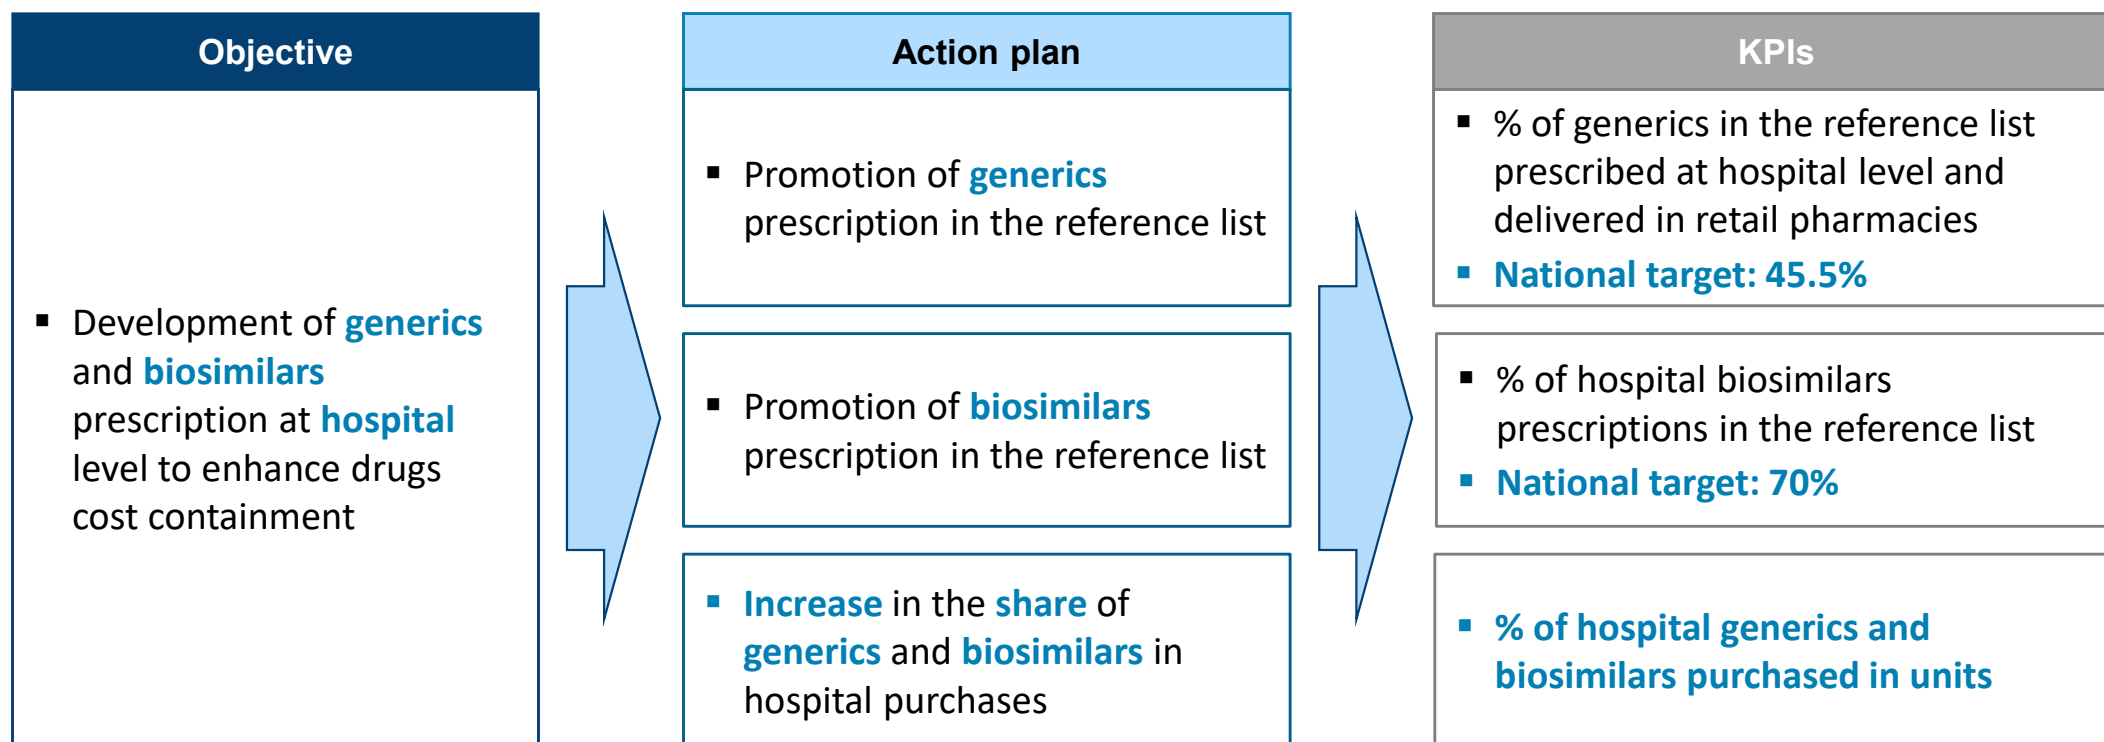 Objective
▪ Development of generics
and biosimilars
prescription at hospital
level to enhance drugs
cost containment
Action plan
▪ Promotion of generics
prescription in the reference list
▪ Promotion of biosimilars
prescription in the reference list
▪ Increase in the share of
generics and biosimilars in
hospital purchases
KPIs
▪ % of generics in the reference list
prescribed at hospital level and
delivered in retail pharmacies
▪ National target: 45.5%
▪ % of hospital biosimilars
prescriptions in the reference list
▪ National target: 70%
▪ % of hospital generics and
biosimilars purchased in units